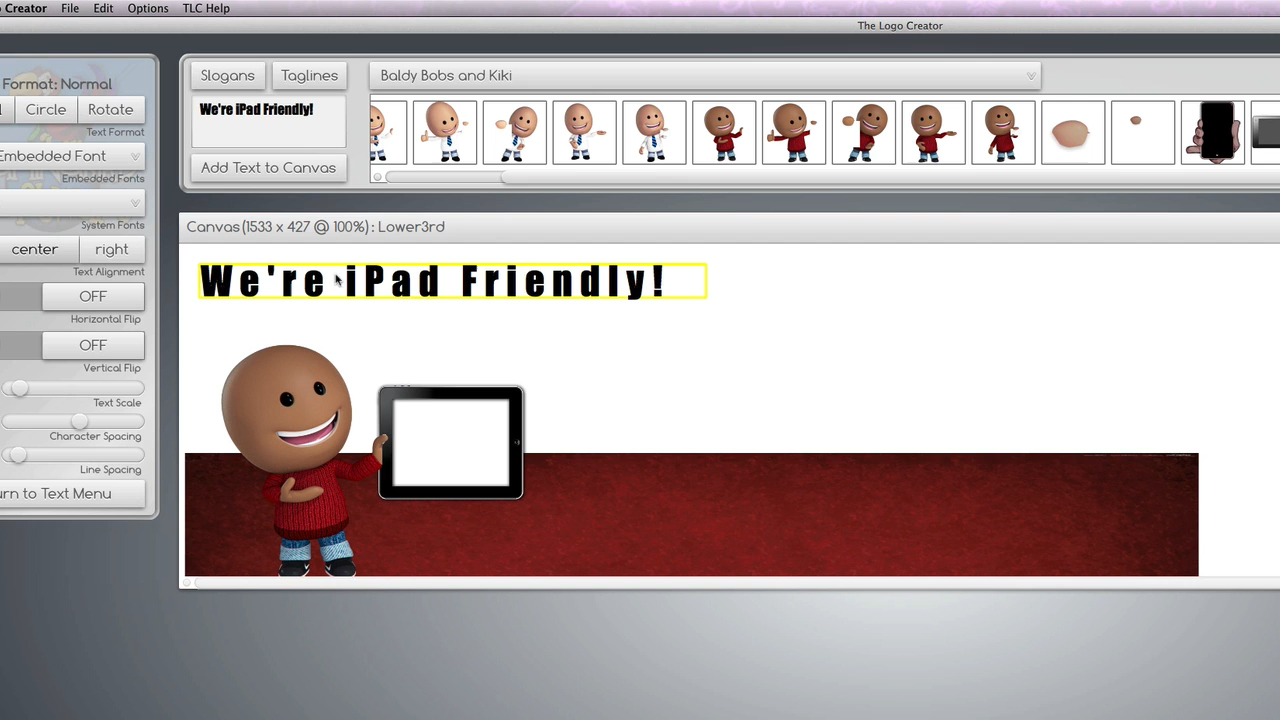 Creator File Edit Options TLC Help
The Logo Creator
Format: Normal
Circle Rotate
Text Format
Embedded Font
Embedded Fonts
System Fonts
center right
Text Alignment
OFF
Horizontal Flip
OFF
Vertical Flip
Text Scale
Character Spacing
Line Spacing
urn to Text Menu
Slogans Taglines
We're iPad Friendly!
Add Text to Canvas
Baldy Bobs and Kiki
Canvas(1533 x 427 @ 100%) : Lower3rd
We're iPad Friendly!